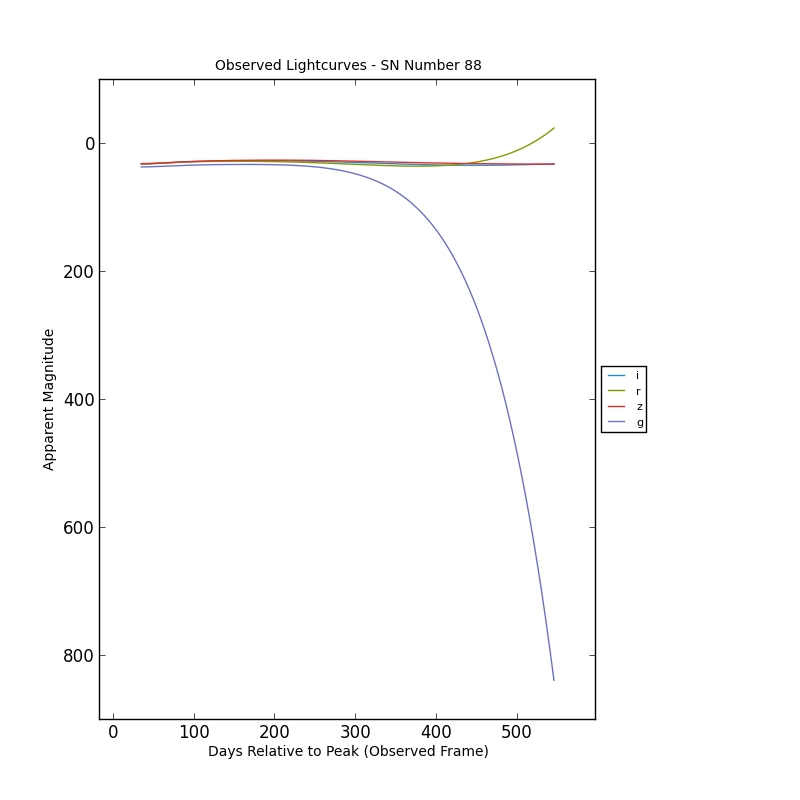 Observed Lightcurves - SN Number 88
0
200
400
600
800
Apparent Magnitude
0 100 200 300 400 500
Days Relative to Peak (Observed Frame)
i
r
z
g